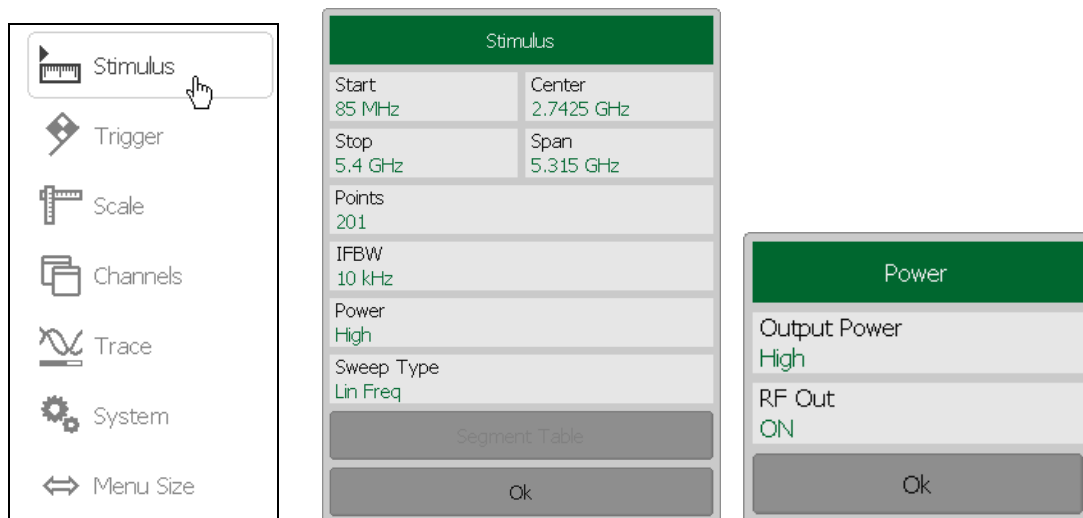 Stimulus
Trigger
Scale
Channels
Trace
System
Menu Size
Stimulus
Start
85 MHz
Center
2.7425 GHz
Stop
5.4 GHz
Span
5.315 GHz
Points
201
IFBW
10 kHz
Power
High
Sweep Type
Lin Freq
Segment Table
Ok
Power
Output Power
High
RF Out
ON
Ok